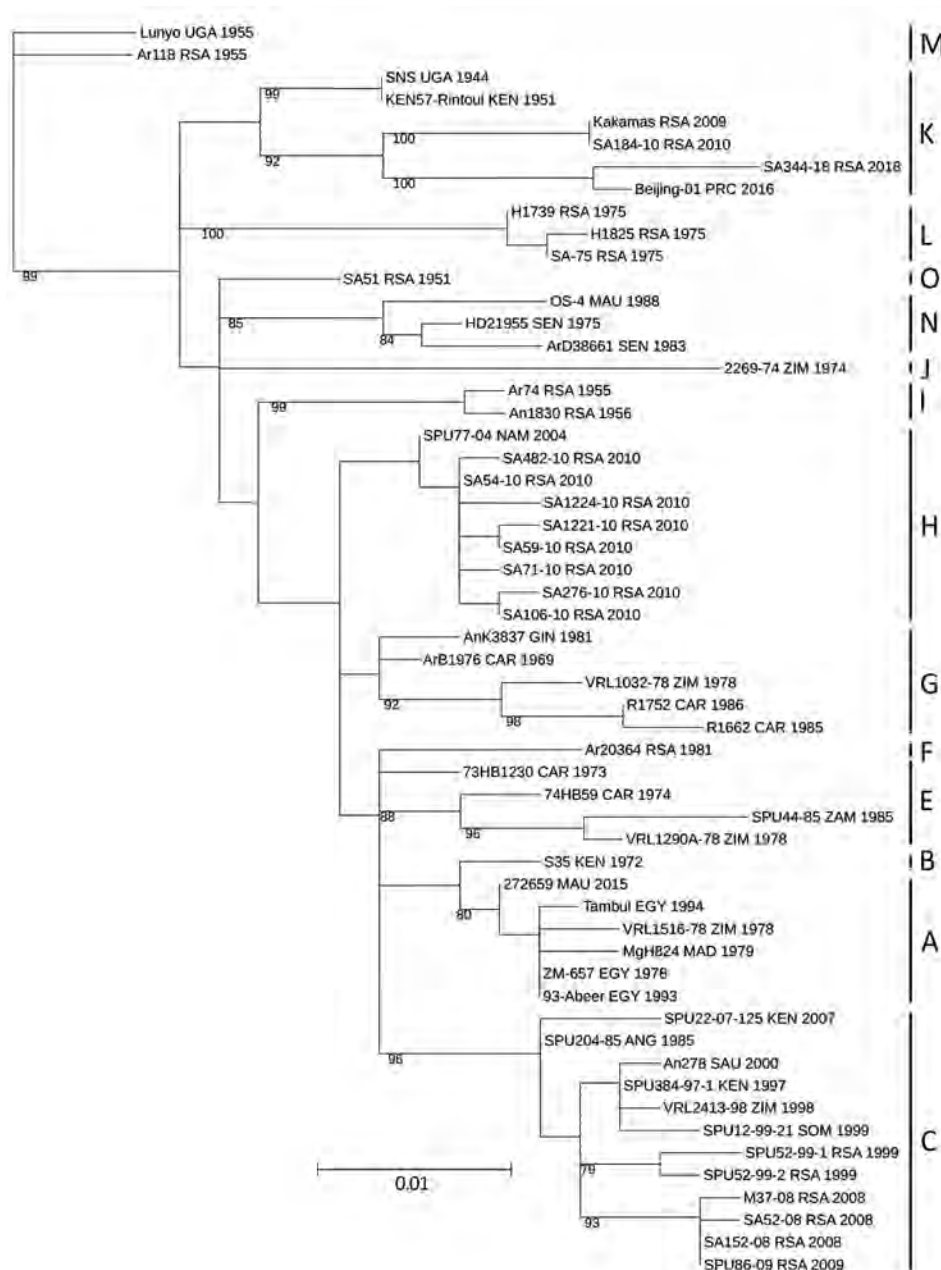 Lunyo UGA 1955
M
Ar118 RSA 1955
SNS UGA 1944
99
KEN57-Rintoul KEN 1951
Kakamas RSA 2009
100
K
SA184-10 RSA 2010
92
SA344-18 RSA 2018
100
Beijing-01 PRC 2016
H1739 RSA 1975
100
H1825 RSA 1975
L
SA-75 RSA 1975
99
SA51 RSA 1951
O
OS-4 MAU 1988
85
HD21955 SEN 1975
N
84
ArD38661 SEN 1983
2269-74 ZIM 1974
J
Ar74 RSA 1955
99
I
An1830 RSA 1956
SPU77-04 NAM 2004
SA482-10 RSA 2010
SA54-10 RSA 2010
SA1224-10 RSA 2010
SA1221-10 RSA 2010
H
SA59-10 RSA 2010
SA71-10 RSA 2010
SA276-10 RSA 2010
SA106-10 RSA 2010
AnK3837 GIN 1981
ArB1976 CAR 1969
VRL1032-78 ZIM 1978
G
92
R1752 CAR 1986
98
R1662 CAR 1985
Ar20364 RSA 1981
F
73HB1230 CAR 1973
74HB59 CAR 1974
E
88
SPU44-85 ZAM 1985
96
VRL1290A-78 ZIM 1978
S35 KEN 1972
B
272659 MAU 2015
80
Tambul EGY 1994
VRL1516-78 ZIM 1978
A
MgH824 MAD 1979
ZM-657 EGY 1978
93-Abeer EGY 1993
SPU22-07-125 KEN 2007
SPU204-85 ANG 1985
96
An278 SAU 2000
SPU384-97-1 KEN 1997
VRL2413-98 ZIM 1998
SPU12-99-21 SOM 1999
C
SPU52-99-1 RSA 1999
79
SPU52-99-2 RSA 1999
0.01
M37-08 RSA 2008
93
SA52-08 RSA 2008
SA152-08 RSA 2008
SPU86-09 RSA 2009